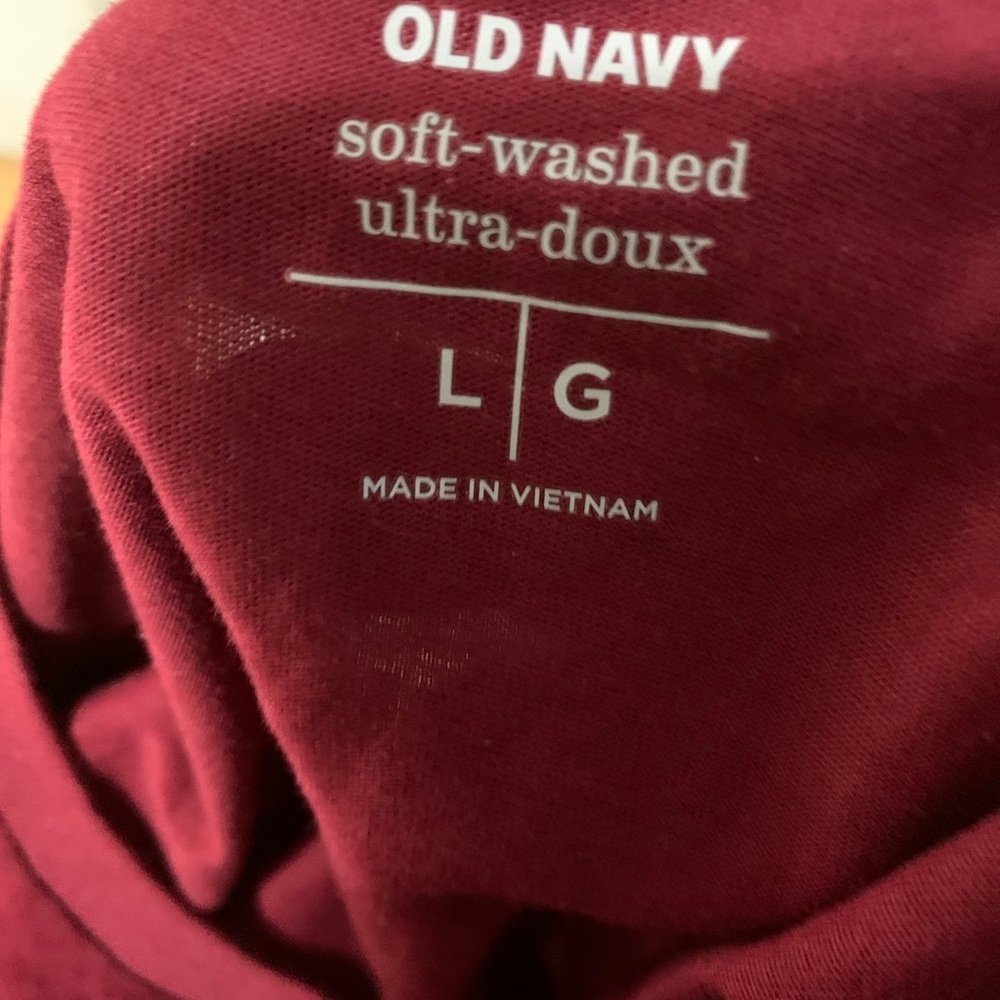 OLD NAVY
soft-washed
ultra-doux
L | G
MADE IN VIETNAM